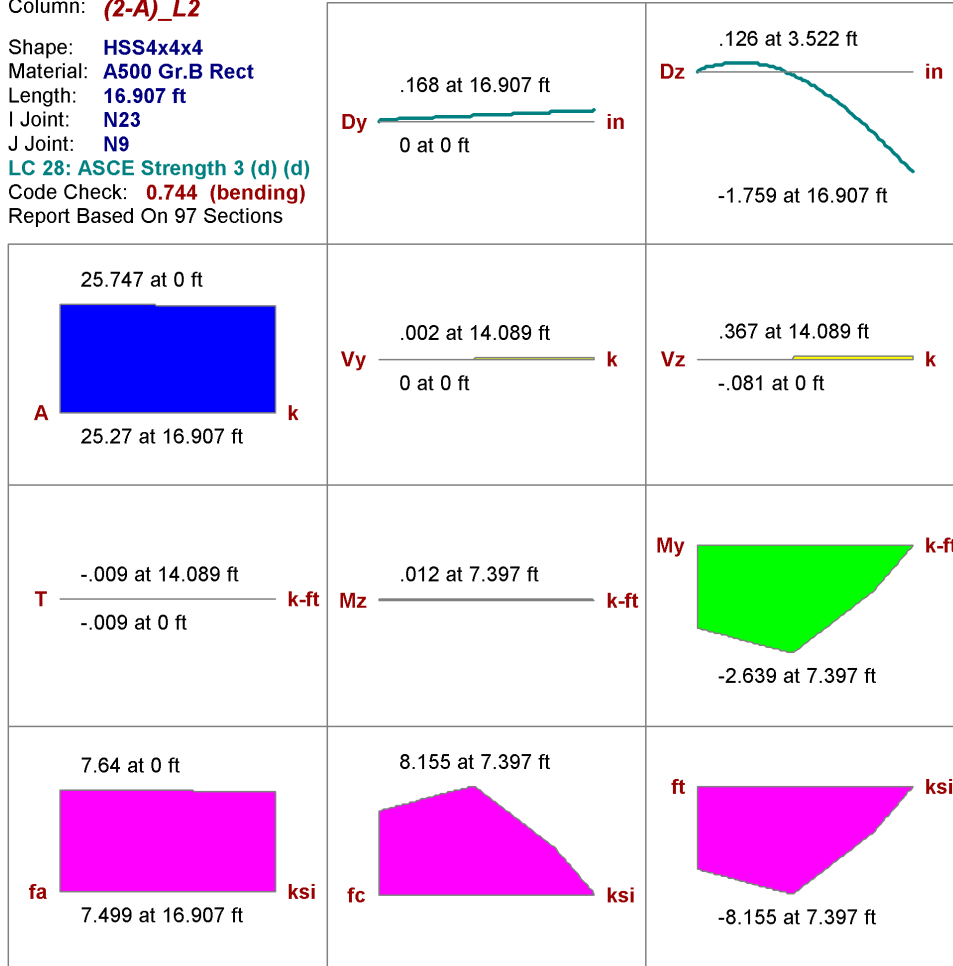 Column: (2-A)_L2
Shape: HSS4x4x4
Material: A500 Gr.B Rect
Length: 16.907 ft
I Joint: N23
J Joint: N9
LC 28: ASCE Strength 3 (d) (d)
Code Check: 0.744 (bending)
Report Based On 97 Sections
.168 at 16.907 ft
Dy in
0 at 0 ft
.126 at 3.522 ft
Dz in
-1.759 at 16.907 ft
25.747 at 0 ft
A k
25.27 at 16.907 ft
.002 at 14.089 ft
Vy k
0 at 0 ft
.367 at 14.089 ft
Vz k
-.081 at 0 ft
-.009 at 14.089 ft
T k-ft
-.009 at 0 ft
.012 at 7.397 ft
Mz k-ft
My k-ft
-2.639 at 7.397 ft
7.64 at 0 ft
fa ksi
7.499 at 16.907 ft
8.155 at 7.397 ft
fc ksi
ft ksi
-8.155 at 7.397 ft